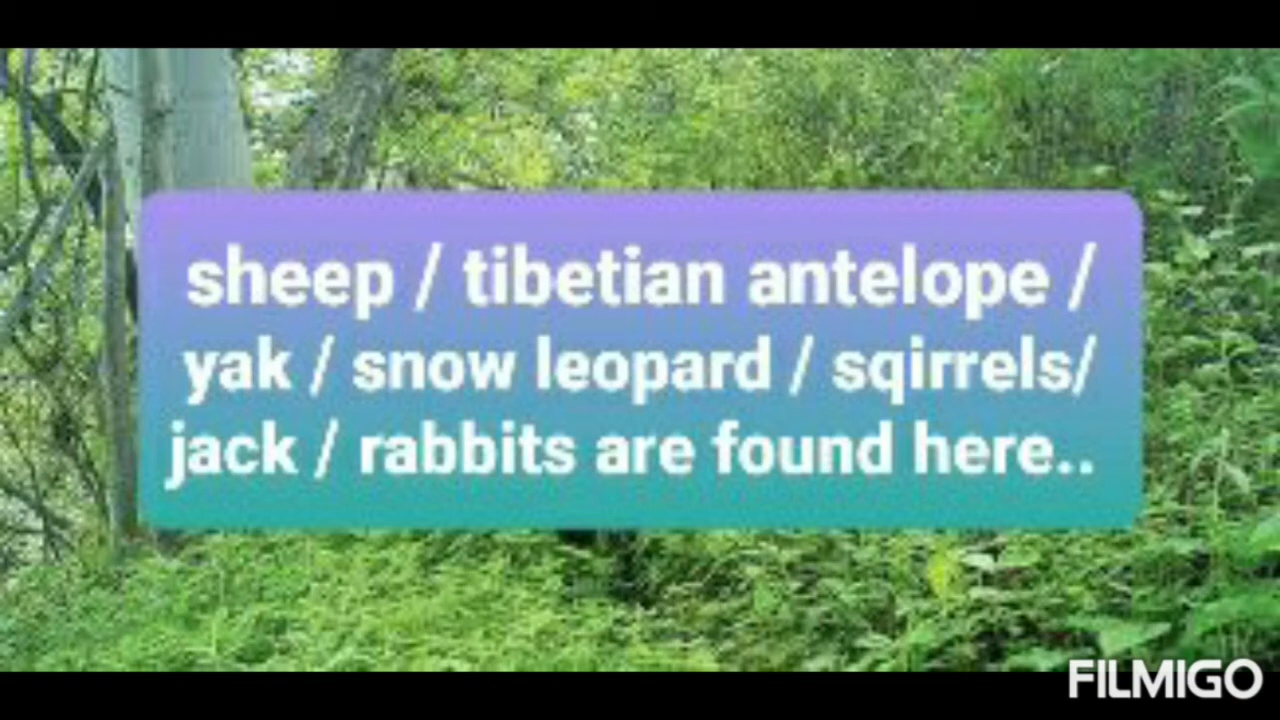 sheep / tibetian antelope /
yak / snow leopard / sqirrels/
jack / rabbits are found here..
FILMIGO